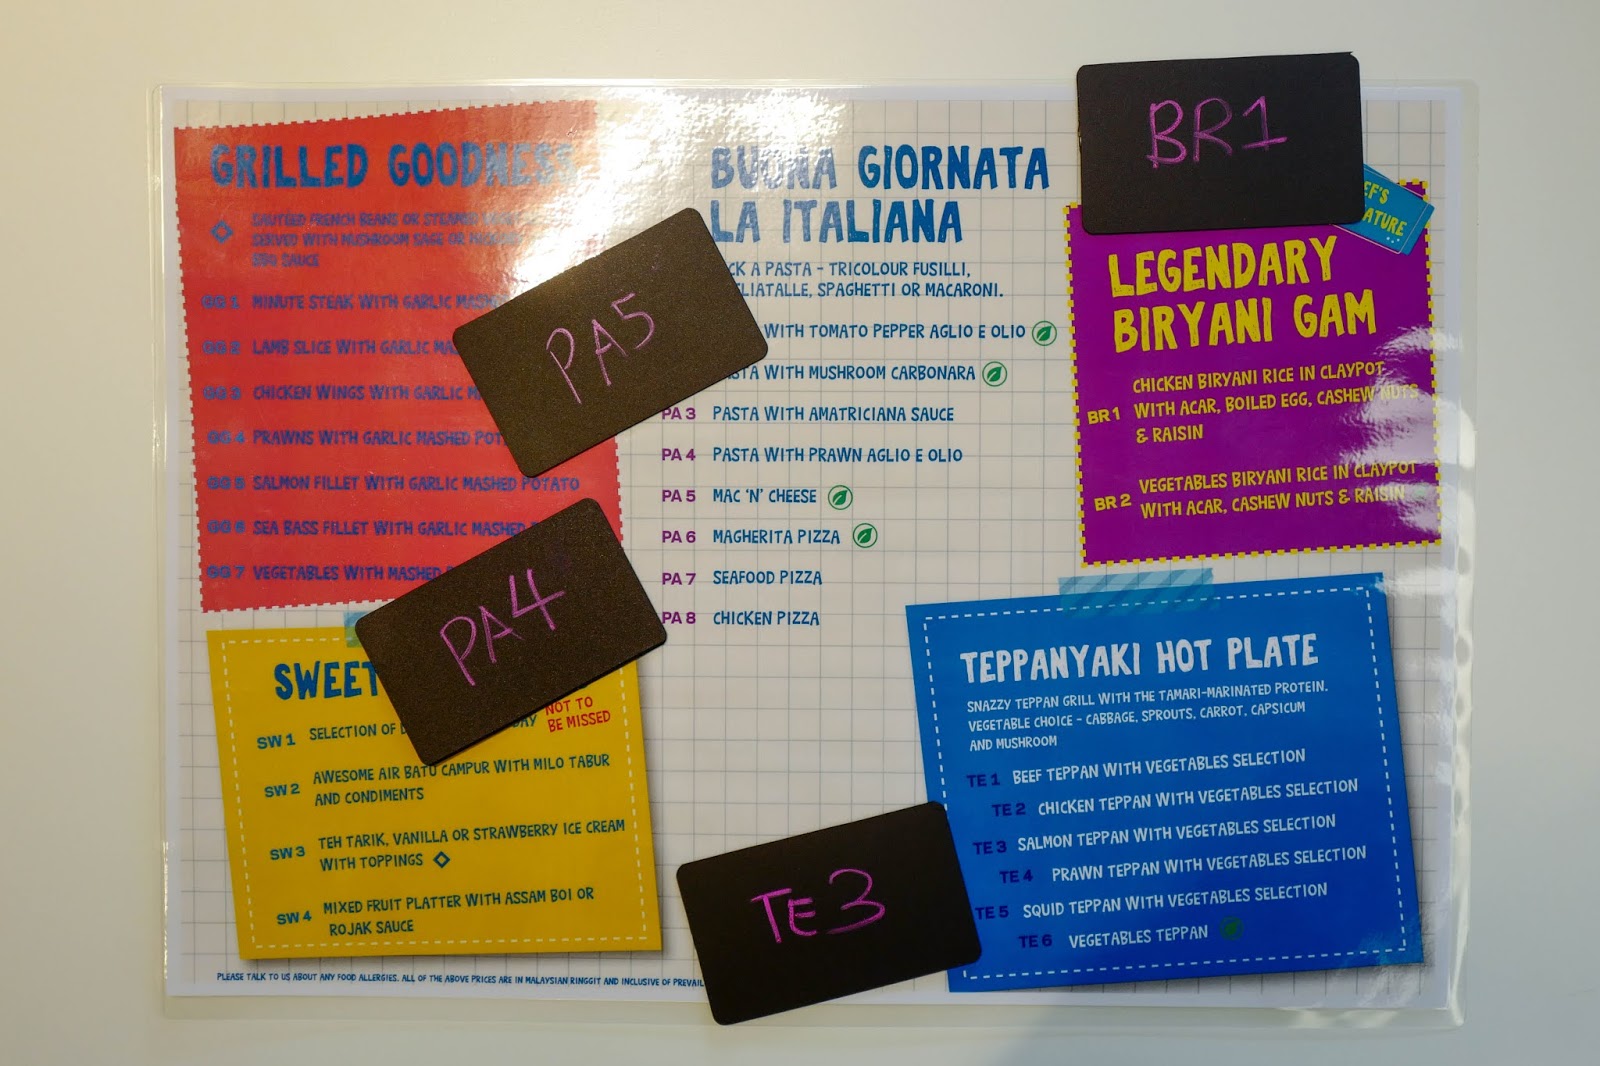 GRILLED GOODNESS
SAUTEED FRENCH BEANS OR STEAMED
SERVED WITH MUSHROOM SAGE OR
BBQ SAUCE
GG 1 MINUTE STEAK WITH GARLIC
GG 2 LAMB SLICE WITH GARLIC
GG 3 CHICKEN WINGS WITH GARLIC
GG 4 PRAWNS WITH GARLIC MASHED
GG 5 SALMON FILLET WITH GARLIC MASHED POTATO
GG 6 SEA BASS FILLET WITH GARLIC MASHED
GG 7 VEGETABLES WITH MASHED
PA5
PA4
SWEET
NOT TO
BE MISSED
SW 1 SELECTION OF
SW 2 AWESOME AIR BATU CAMPUR WITH MILO TABUR
AND CONDIMENTS
SW 3 TEH TARIK, VANILLA OR STRAWBERRY ICE CREAM
WITH TOPPINGS
SW 4 MIXED FRUIT PLATTER WITH ASSAM BOI OR
ROJAK SAUCE
PLEASE TALK TO US ABOUT ANY FOOD ALLERGIES. ALL OF THE ABOVE PRICES ARE IN MALAYSIAN RINGGIT AND INCLUSIVE OF
BUONA GIORNATA
LA ITALIANA
A PASTA - TRICOLOUR FUSILLI,
SPAGHETTI OR MACARONI.
WITH TOMATO PEPPER AGLIO E OLIO
WITH MUSHROOM CARBONARA
PA 3 PASTA WITH AMATRICIANA SAUCE
PA 4 PASTA WITH PRAWN AGLIO E OLIO
PA 5 MAC 'N' CHEESE
PA 6 MAGHERITA PIZZA
PA 7 SEAFOOD PIZZA
PA 8 CHICKEN PIZZA
BR1
LEGENDARY
BIRYANI GAM
BR 1 CHICKEN BIRYANI RICE IN CLAYPOT
WITH ACAR, BOILED EGG, CASHEW NUTS
& RAISIN
BR 2 VEGETABLES BIRYANI RICE IN CLAYPOT
WITH ACAR, CASHEW NUTS & RAISIN
TEPPANYAKI HOT PLATE
SNAZZY TEPPAN GRILL WITH THE TAMARI-MARINATED PROTEIN.
VEGETABLE CHOICE - CABBAGE, SPROUTS, CARROT, CAPSICUM
AND MUSHROOM
TE 1 BEEF TEPPAN WITH VEGETABLES SELECTION
TE 2 CHICKEN TEPPAN WITH VEGETABLES SELECTION
TE 3 SALMON TEPPAN WITH VEGETABLES SELECTION
TE 4 PRAWN TEPPAN WITH VEGETABLES SELECTION
TE 5 SQUID TEPPAN WITH VEGETABLES SELECTION
TE 6 VEGETABLES TEPPAN
TE3